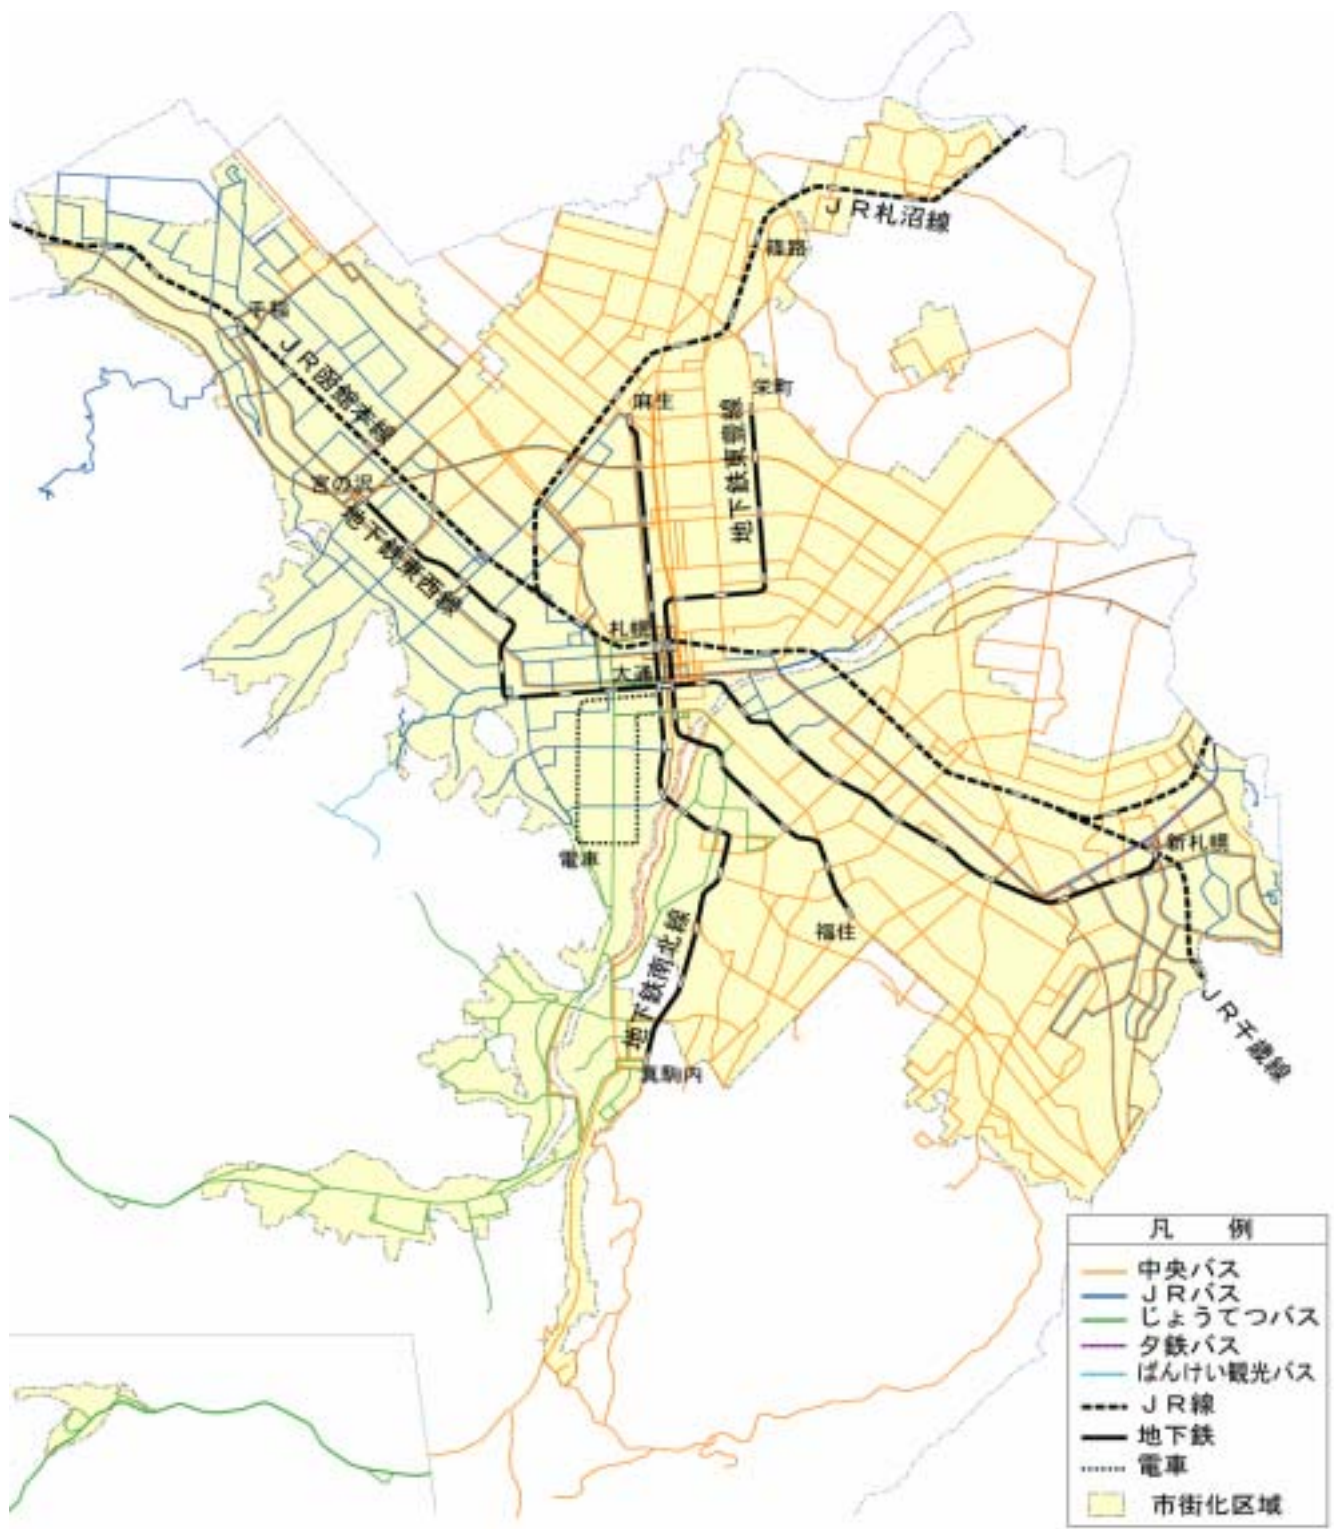 JR札沼線
篠路
手稲
JR函館本線
麻生
栄町
地下鉄東豊線
宮の沢
地下鉄東西線
札幌
大通
電車
新札幌
福住
地下鉄南北線
JR千歳線
真駒内
凡 例
中央バス
JRバス
じょうてつバス
夕鉄バス
ばんけい観光バス
JR線
地下鉄
電車
市街化区域